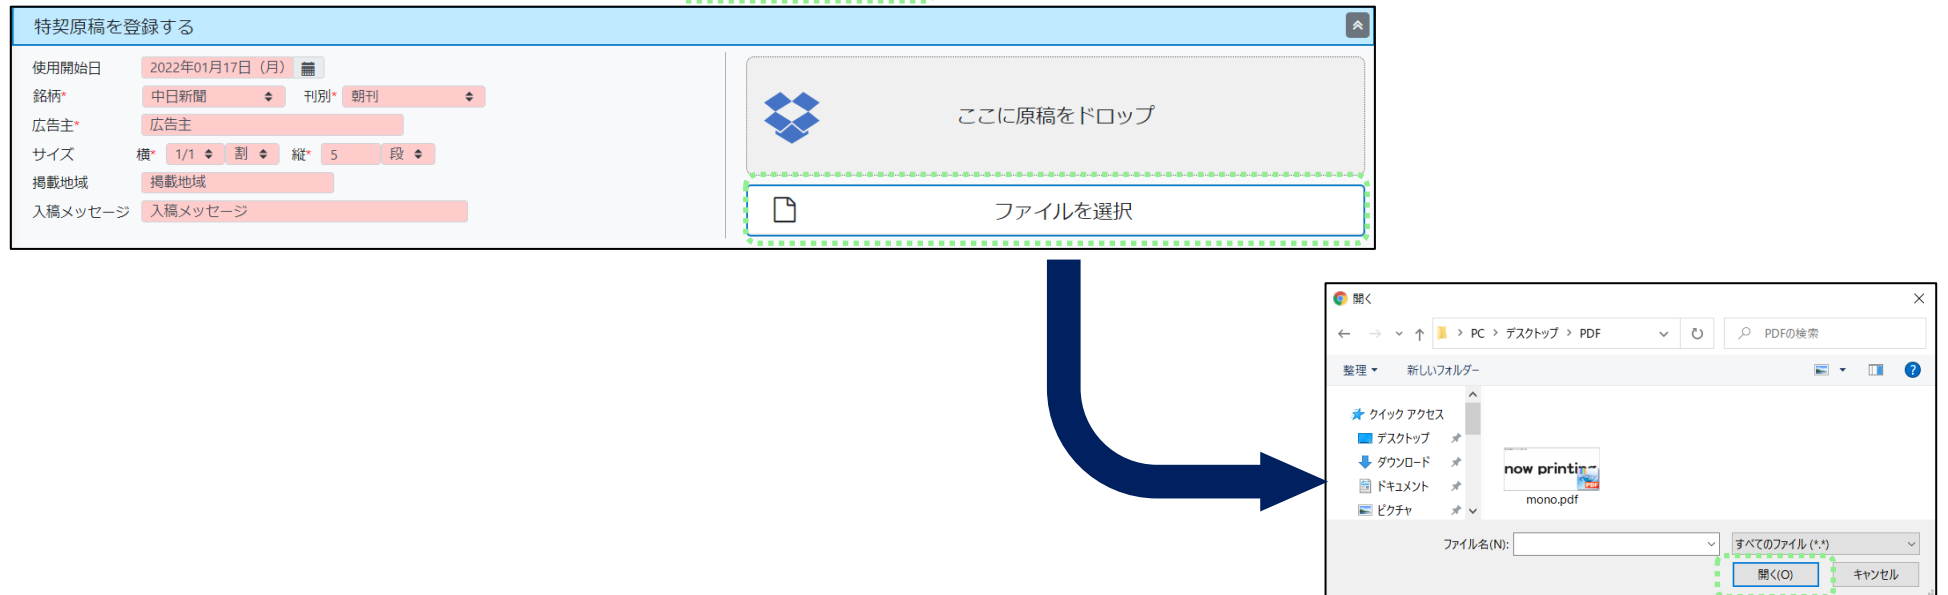 特契原稿を登録する
使用開始日 2022年01月17日（月）
銘柄* 中日新聞 刊別* 朝刊
広告主* 広告主
サイズ 横* 1/1 割 縦* 5 段
掲載地域 掲載地域
入稿メッセージ 入稿メッセージ
ここに原稿をドロップ
ファイルを選択
開く
PC > デスクトップ > PDF PDFの検索
整理 新しいフォルダー
クイック アクセス
デスクトップ
ダウンロード
ドキュメント
ピクチャ
now printing
PDF
mono.pdf
ファイル名(N): すべてのファイル (*.*)
開く(O) キャンセル